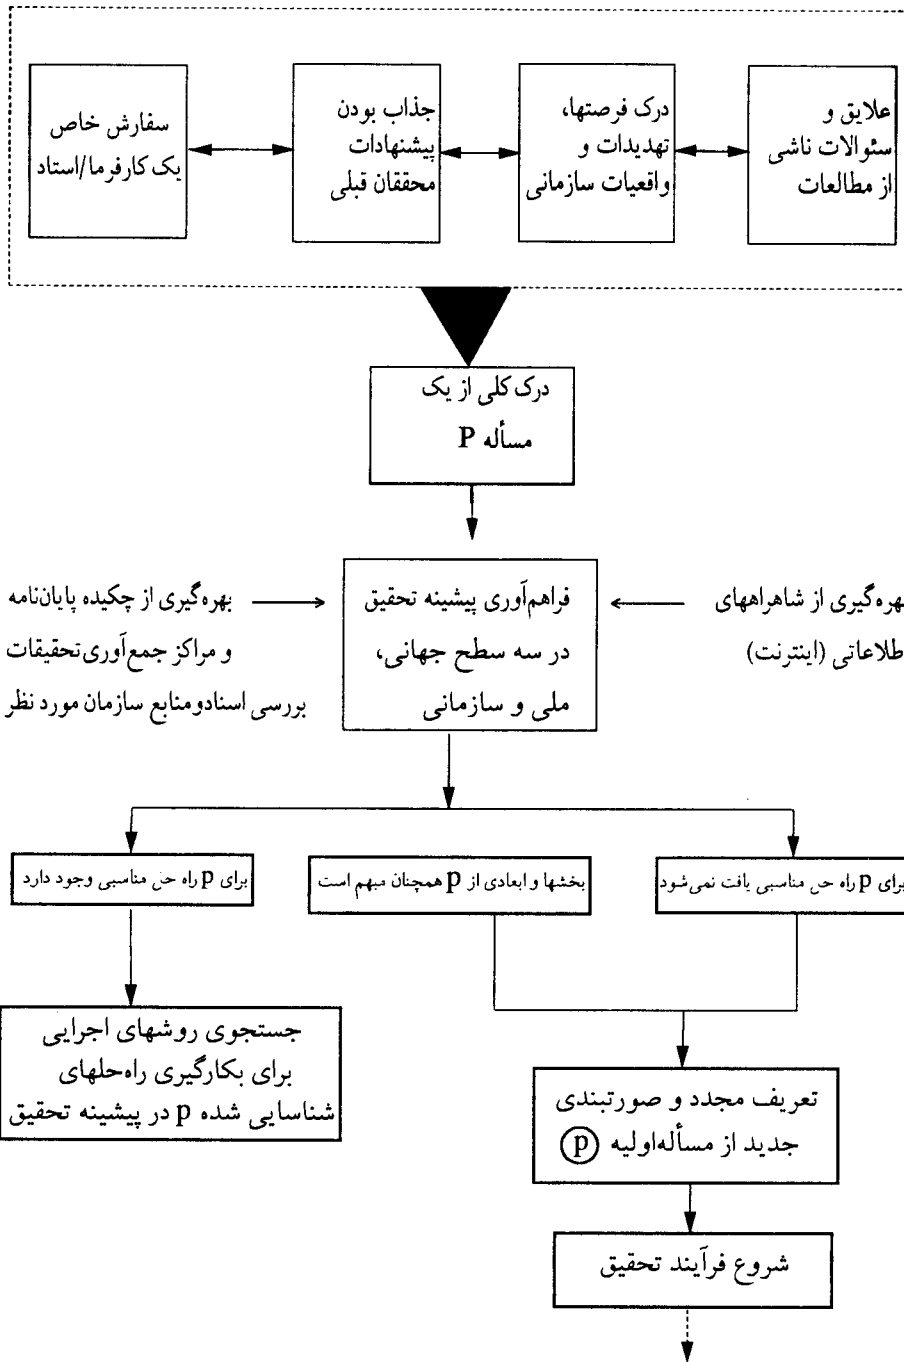 علایق و
سئوالات ناشی
از مطالعات
درک فرصتها،
تهدیدات و
واقعیات سازمانی
جذاب بودن
پیشنهادات
محققان قبلی
سفارش خاص
یک کارفرما/استاد
درک کلی از یک
مسأله P
بهره‌گیری از شاهراههای
طلاعاتی (اینترنت)
فراهم‌آوری پیشینه تحقیق
در سه سطح جهانی،
ملی و سازمانی
بهره‌گیری از چکیده پایان‌نامه
و مراکز جمع‌آوری تحقیقات
بررسی اسناد و منابع سازمان مورد نظر
برای p راه حل مناسبی یافت نمی‌شود
بخشها و ابعادی از p همچنان مبهم است
برای p راه حل مناسبی وجود دارد
جستجوی روشهای اجرایی
برای بکارگیری راه‌حلهای
شناسایی شده p در پیشینه تحقیق
تعریف مجدد و صورتبندی
جدید از مسأله اولیه p
شروع فرآیند تحقیق